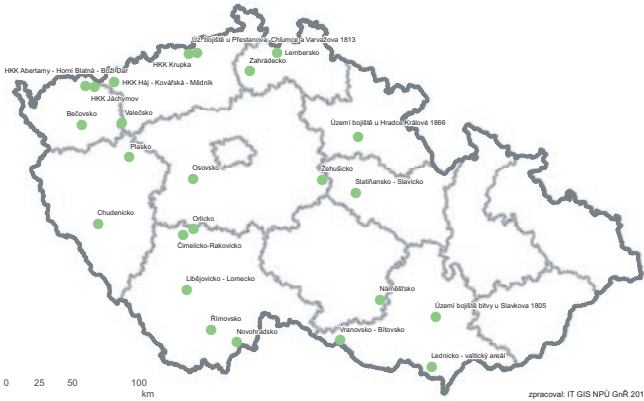 Úz. bojiště u Přestanova, Chlumce a Varvažova 1813
Lembersko
HKK Krupka
Zahrádecko
HKK Abertamy - Horní Blatná - Boží Dar
HKK Háj - Kovářská - Mědník
HKK Jáchymov
Bečovsko
Valečsko
Území bojiště u Hradce Králové 1866
Plasko
Osovsko
Žehušicko
Slatiňansko - Slavicko
Chudenicko
Orlicko
Čimelicko-Rakovicko
Libějovicko - Lomecko
Náměšťsko
Území bojiště bitvy u Slavkova 1805
Římovsko
Novohradsko
Vranovsko - Bítovsko
Lednicko - valtický areál
0 25 50 100
km
zpracoval: IT GIS NPÚ GnŘ 201